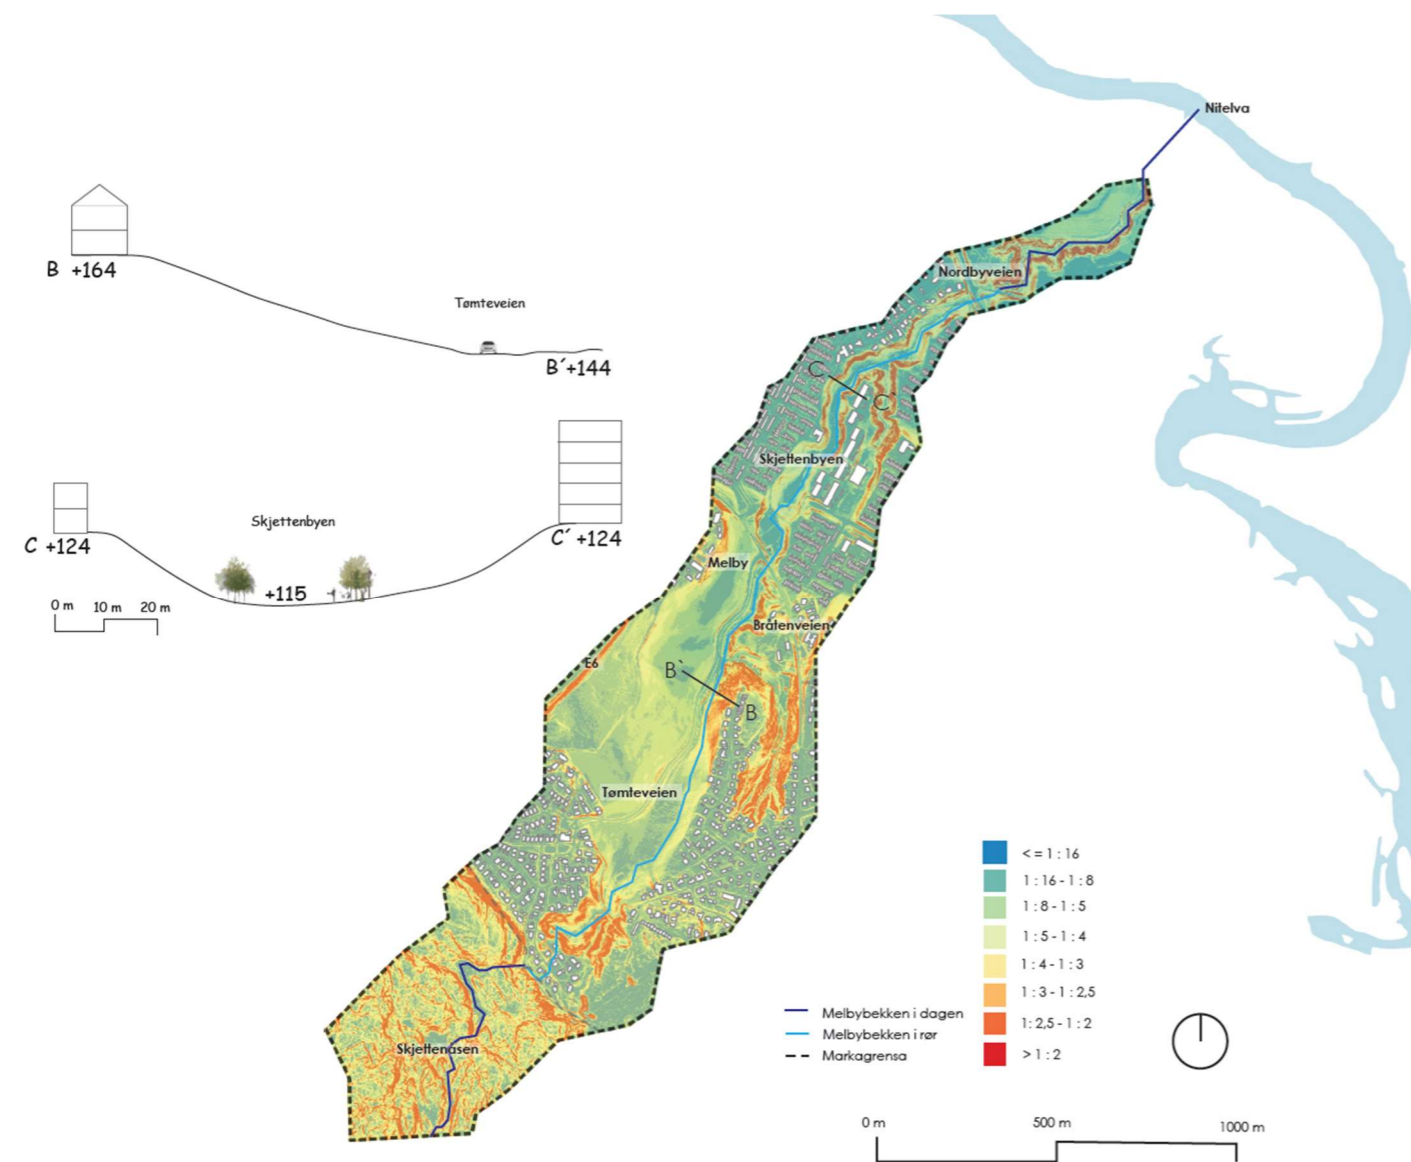 Nitelva
Nordbyveien
B +164
Tømteveien
B´+144
C
C`
Skjettenbyen
Skjettenbyen
C +124
C´ +124
+115
0 m 10 m 20 m
Melby
Bråtenveien
E6
B`
B
Tømteveien
Skjettenåsen
< = 1 : 16
1 : 16 - 1 : 8
1 : 8 - 1 : 5
1 : 5 - 1 : 4
1 : 4 - 1 : 3
1 : 3 - 1 : 2,5
1: 2,5 - 1 : 2
> 1 : 2
Melbybekken i dagen
Melbybekken i rør
Markagrensa
0 m 500 m 1000 m